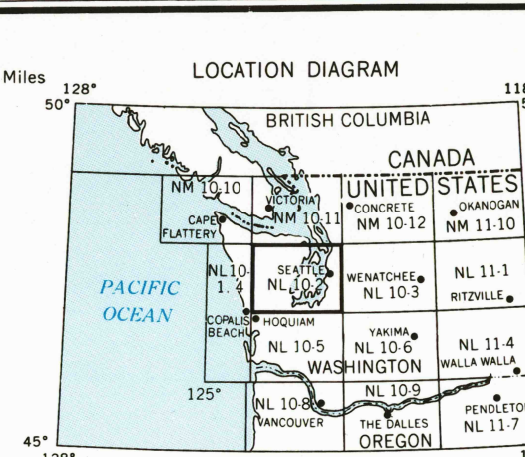 LOCATION DIAGRAM
Miles
128°
118
50°
BRITISH COLUMBIA
CANADA
UNITED STATES
NM 10-10
VICTORIA
NM 10-11
CONCRETE
NM 10-12
OKANOGAN
NM 11-10
CAPE
FLATTERY
PACIFIC
OCEAN
NL 10-
1, 4
SEATTLE
NL 10-2
WENATCHEE
NL 10-3
NL 11-1
RITZVILLE
COPALIS
BEACH
HOQUIAM
NL 10-5
YAKIMA
NL 10-6
NL 11-4
WALLA WALLA
WASHINGTON
125°
NL 10-8
VANCOUVER
NL 10-9
THE DALLES
OREGON
PENDLETO
NL 11-7
45°
128°